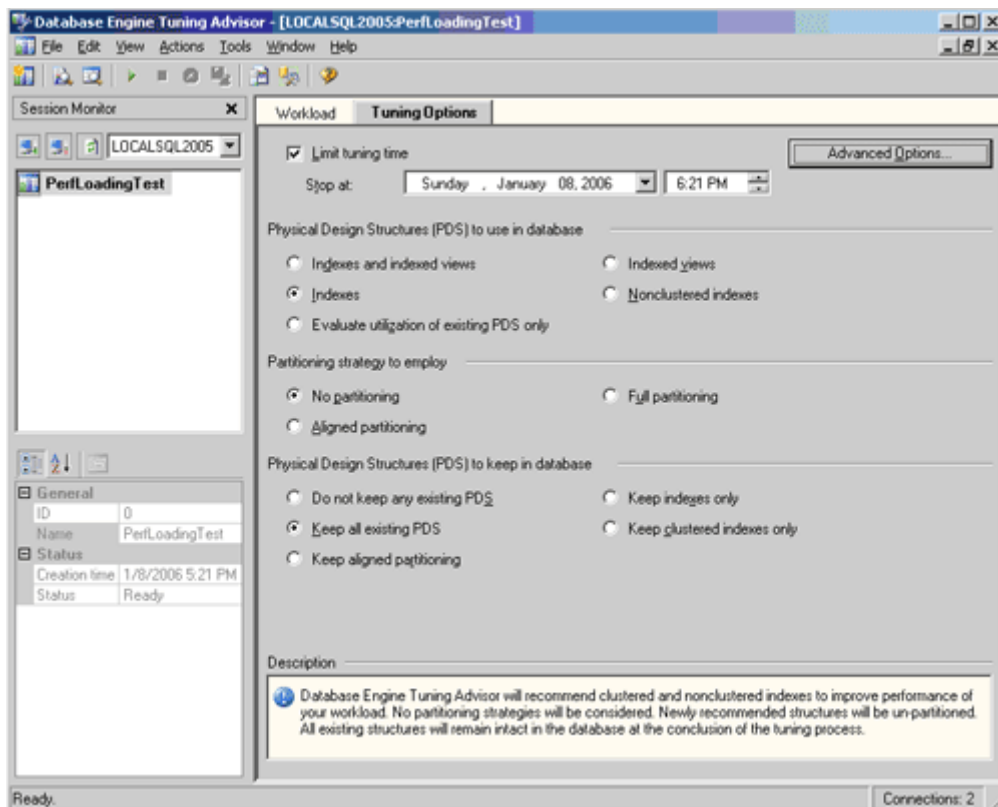 Database Engine Tuning Advisor - [LOCALSQL2005:PerfLoadingTest]
File Edit View Actions Tools Window Help
Session Monitor
LOCALSQL2005
PerfLoadingTest
General
ID 0
Name PerfLoadingTest
Status
Creation time 1/8/2006 5:21 PM
Status Ready
Workload Tuning Options
Limit tuning time
Advanced Options...
Stop at: Sunday , January 08, 2006 6:21 PM
Physical Design Structures (PDS) to use in database
Indexes and indexed views Indexed views
Indexes Nonclustered indexes
Evaluate utilization of existing PDS only
Partitioning strategy to employ
No partitioning Full partitioning
Aligned partitioning
Physical Design Structures (PDS) to keep in database
Do not keep any existing PDS Keep indexes only
Keep all existing PDS Keep clustered indexes only
Keep aligned partitioning
Description
Database Engine Tuning Advisor will recommend clustered and nonclustered indexes to improve performance of
your workload. No partitioning strategies will be considered. Newly recommended structures will be un-partitioned.
All existing structures will remain intact in the database at the conclusion of the tuning process.
Ready. Connections: 2